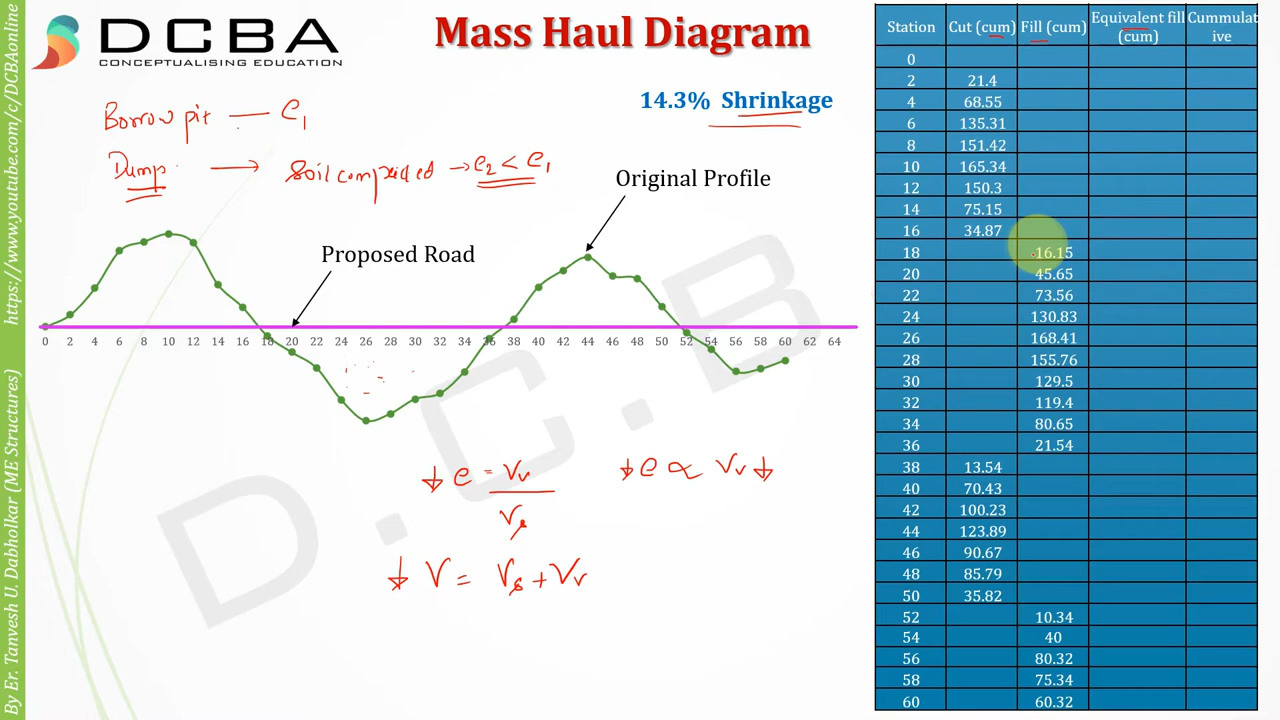 DCBA
CONCEPTUALISING EDUCATION
Mass Haul Diagram
14.3% Shrinkage
Borrow pit — e1
Dump → Soil compacted → e2 < e1
Original Profile
Proposed Road
0 2 4 6 8 10 12 14 16 18 20 22 24 26 28 30 32 34 36 38 40 42 44 46 48 50 52 54 56 58 60 62 64
↓ e = Vv / Vs
↓ e ∝ Vv ↓
↓ V = Vs + Vv
D.C.B
By Er. Tanvesh U. Dabholkar (ME Structures) https://www.youtube.com/c/DCBAonline
Station Cut (cum) Fill (cum) Equivalent fill (cum) Cummulative
0
2 21.4
4 68.55
6 135.31
8 151.42
10 165.34
12 150.3
14 75.15
16 34.87
18 16.15
20 45.65
22 73.56
24 130.83
26 168.41
28 155.76
30 129.5
32 119.4
34 80.65
36 21.54
38 13.54
40 70.43
42 100.23
44 123.89
46 90.67
48 85.79
50 35.82
52 10.34
54 40
56 80.32
58 75.34
60 60.32